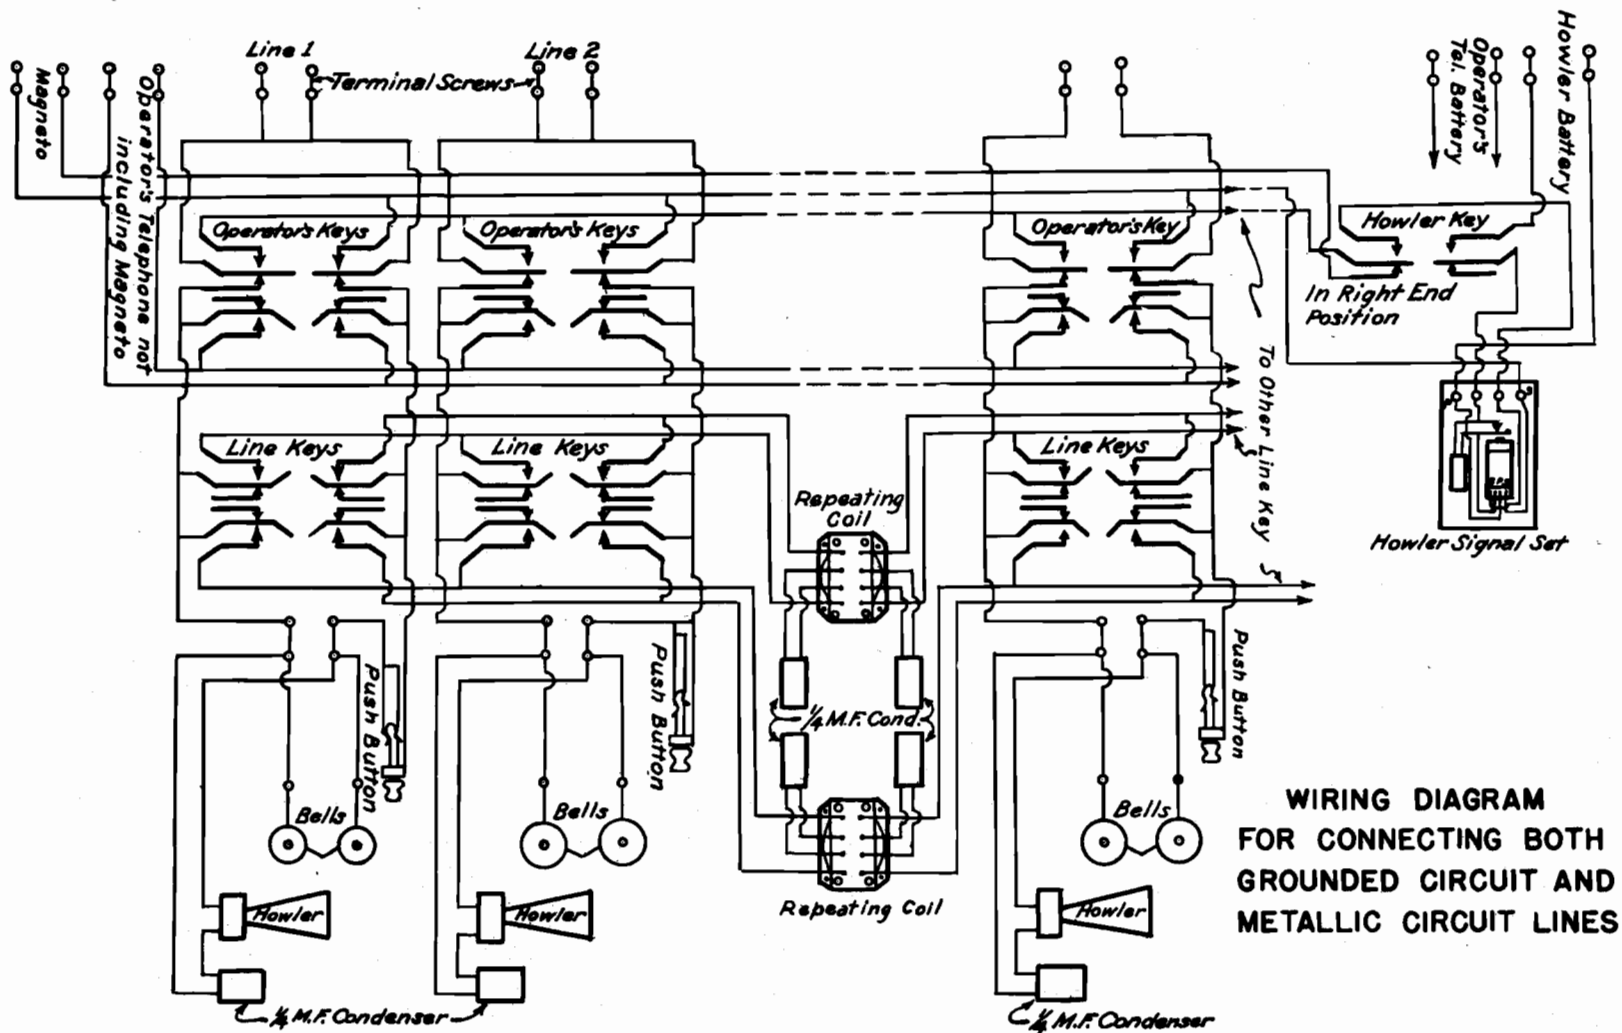 Line 1
Line 2
Terminal Screws
Magneto
Operator's Telephone not
including Magneto
Operator's
Tel. Battery
Howler Battery
Operator's Keys
Operator's Keys
Operator's Key
Howler Key
In Right End
Position
To Other Line Key
Line Keys
Line Keys
Line Keys
Repeating
Coil
Howler Signal Set
Push Button
Push Button
Push Button
1/4 M.F. Cond.
Bells
Bells
Bells
Repeating Coil
Howler
Howler
Howler
1/4 M.F. Condenser
1/4 M.F. Condenser
WIRING DIAGRAM
FOR CONNECTING BOTH
GROUNDED CIRCUIT AND
METALLIC CIRCUIT LINES